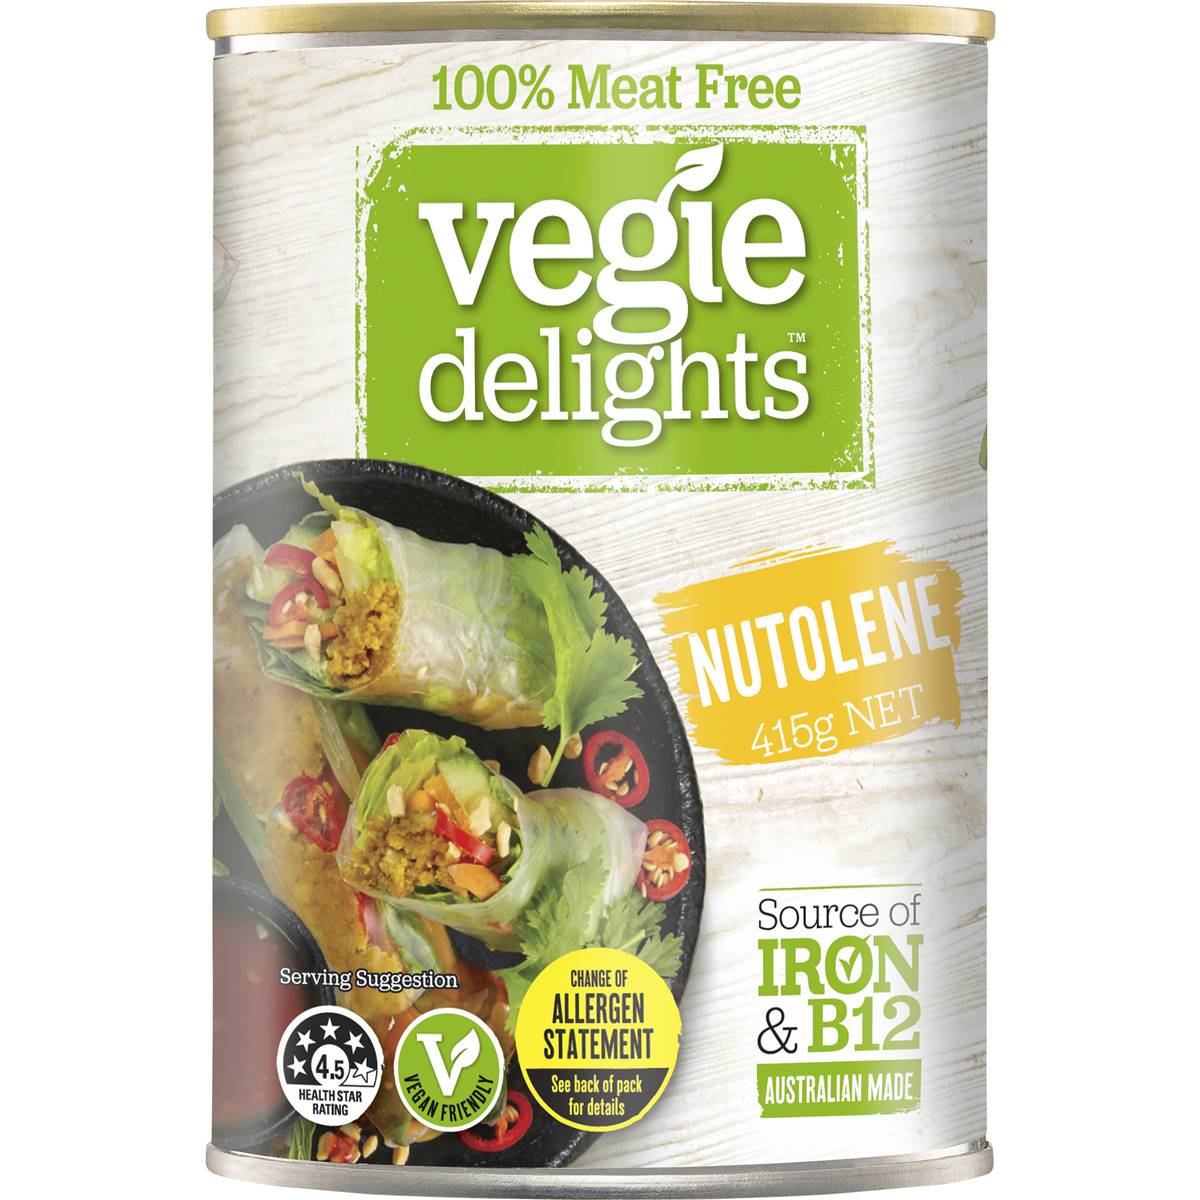 100% Meat Free
vegie
delights™
NUTOLENE
415g NET
Source of
IRON
& B12
AUSTRALIAN MADE
Serving Suggestion
4.5
HEALTH STAR
RATING
V
VEGAN FRIENDLY
CHANGE OF
ALLERGEN
STATEMENT
See back of pack
for details